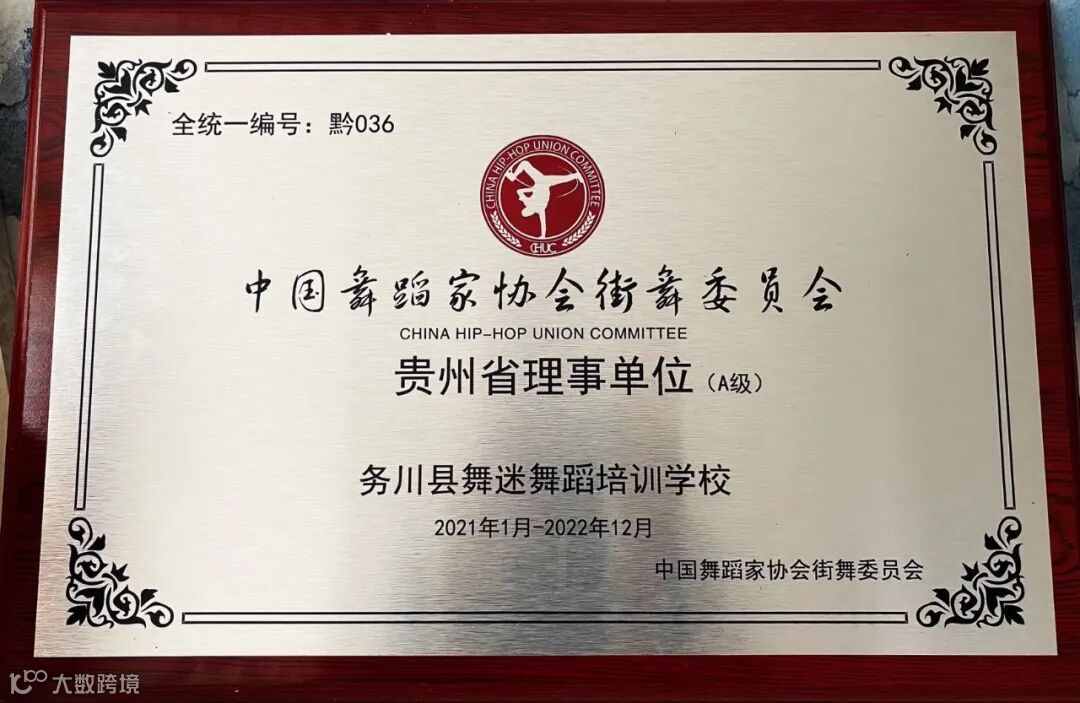 全统一编号：黔036
CHINA HIP-HOP UNION COMMITTEE
CHUC
中国舞蹈家协会街舞委员会
CHINA HIP-HOP UNION COMMITTEE
贵州省理事单位（A级）
务川县舞迷舞蹈培训学校
2021年1月-2022年12月
中国舞蹈家协会街舞委员会
大数跨境